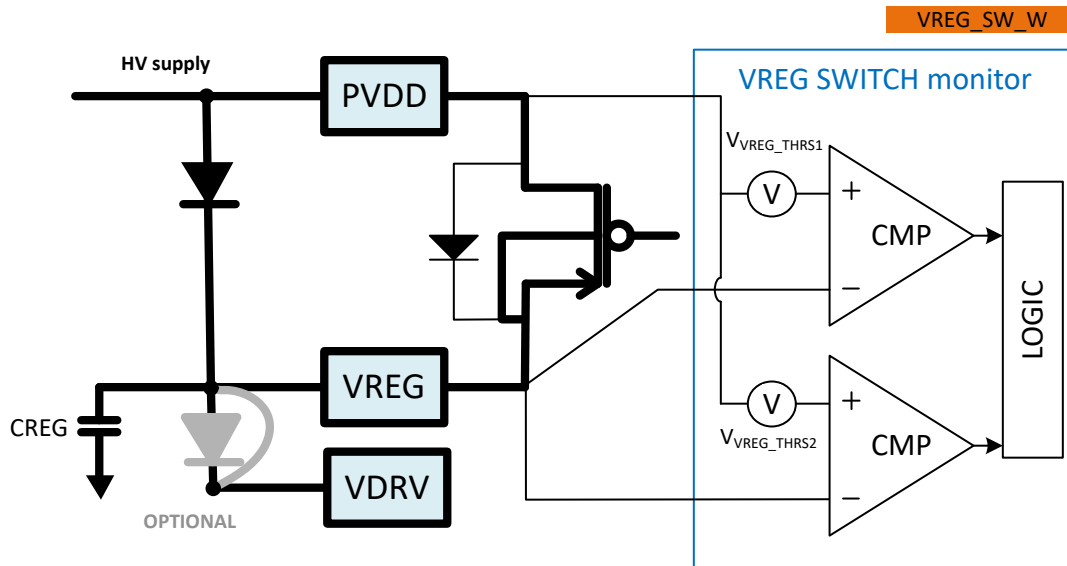 VREG_SW_W
HV supply
VREG SWITCH monitor
PVDD
VVREG_THRS1
V
+
CMP
−
LOGIC
VREG
CREG
V
+
VVREG_THRS2
CMP
−
VDRV
OPTIONAL